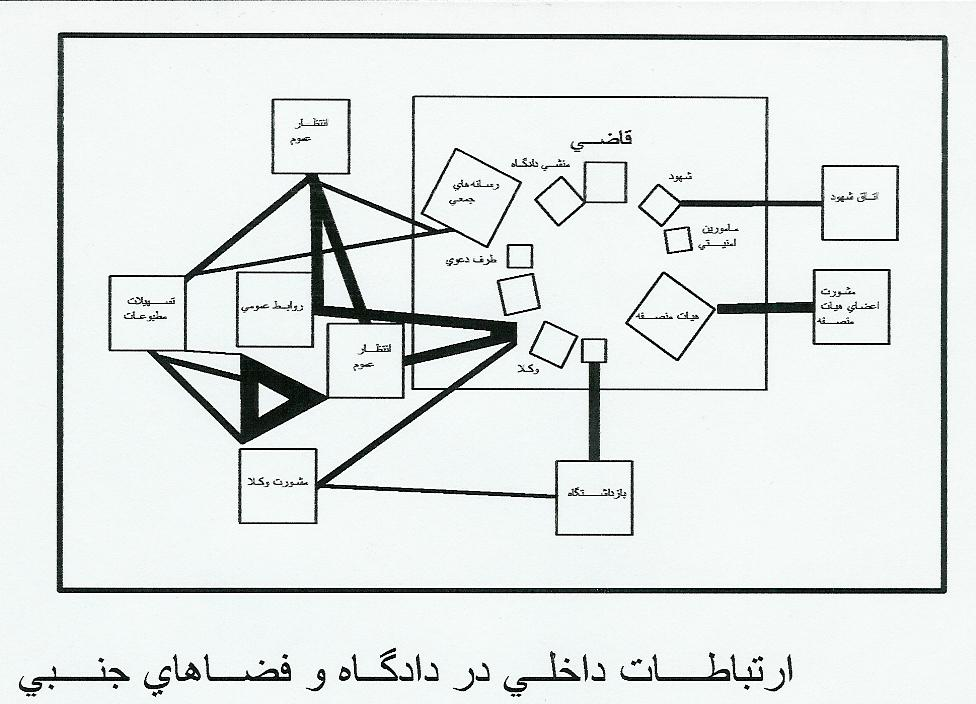 انتظار
عموم
قاضي
منشي دادگاه
شهود
رسانه هاي
جمعي
اتاق شهود
مامورين
امنيتي
طرف دعوي
تسهيلات
مطبوعات
روابط عمومي
هيات منصفه
مشورت
اعضاي هيات
منصفه
انتظار
عموم
وكلا
مشورت وكلا
بازداشتگاه
ارتباطات داخلي در دادگاه و فضاهاي جنبي